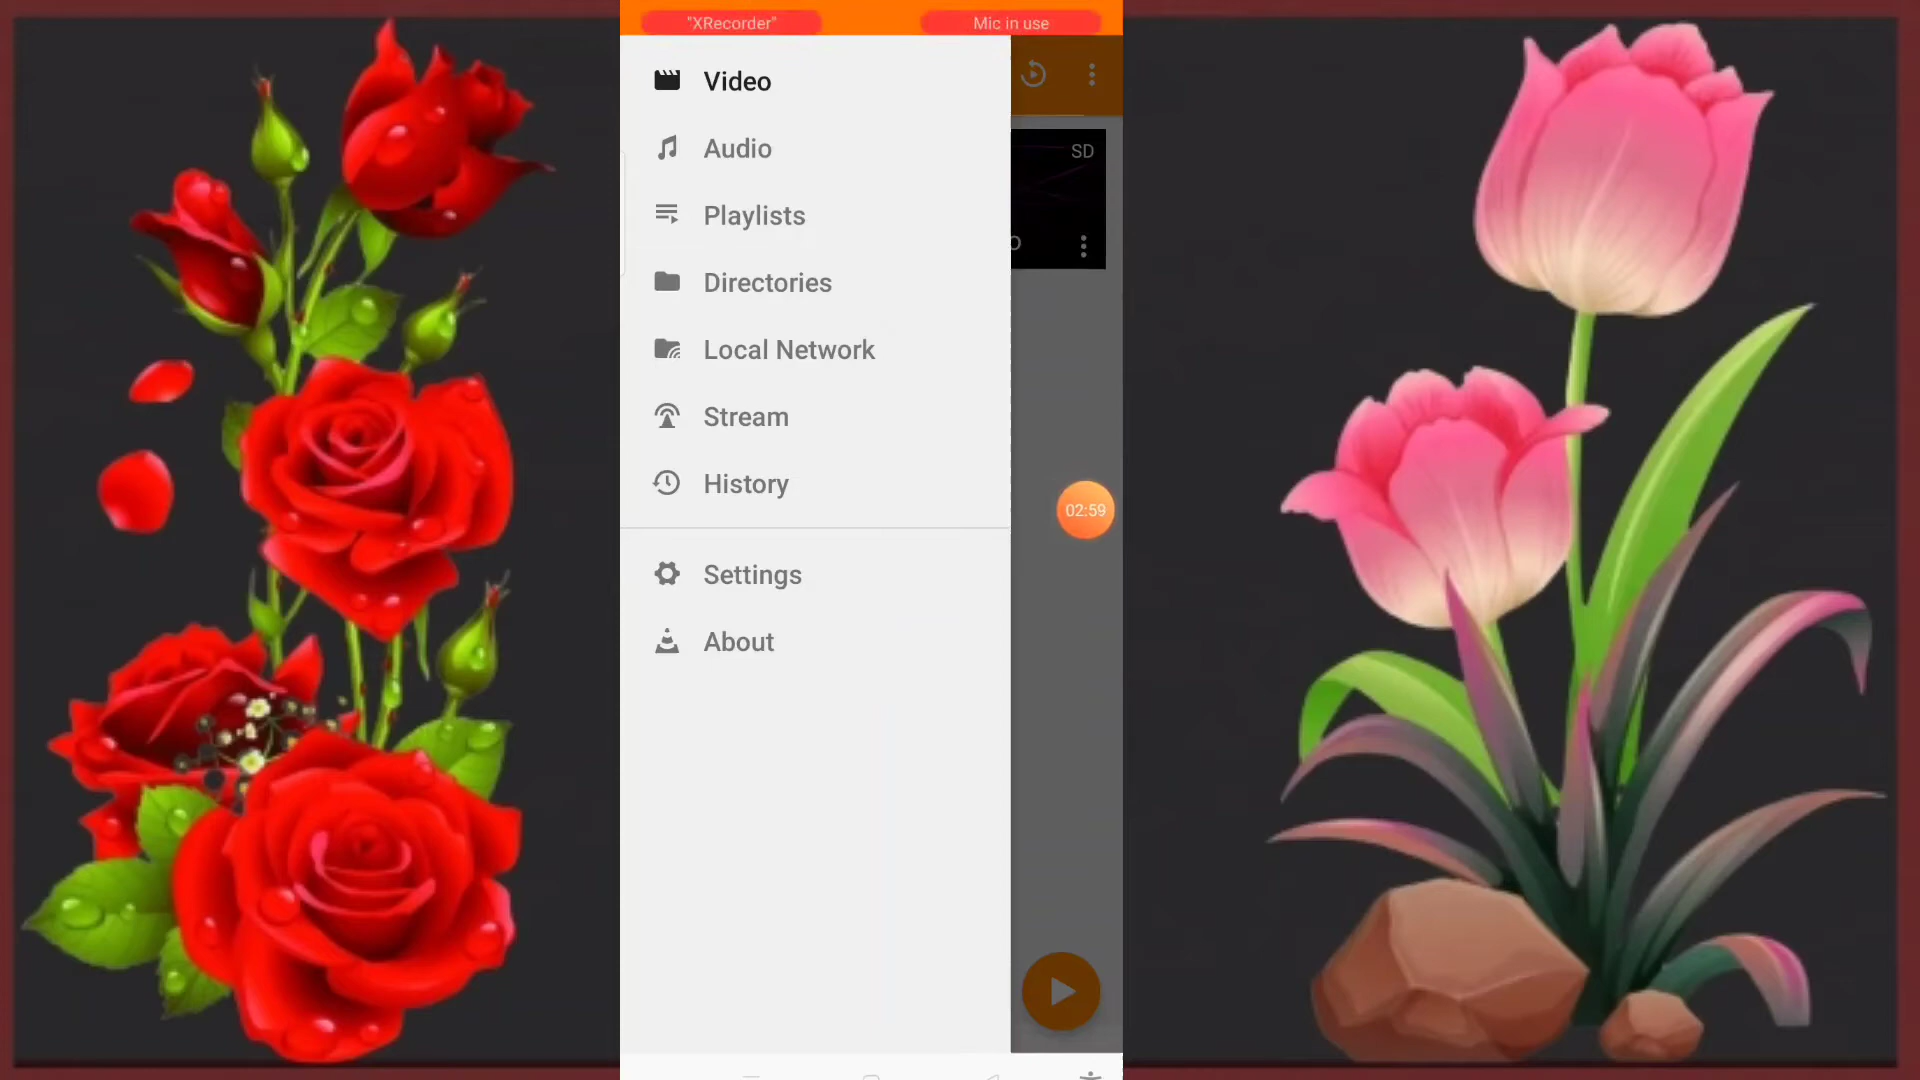 "XRecorder" Mic in use
Video
Audio
SD
Playlists
Directories
Local Network
Stream
History
02:59
Settings
About